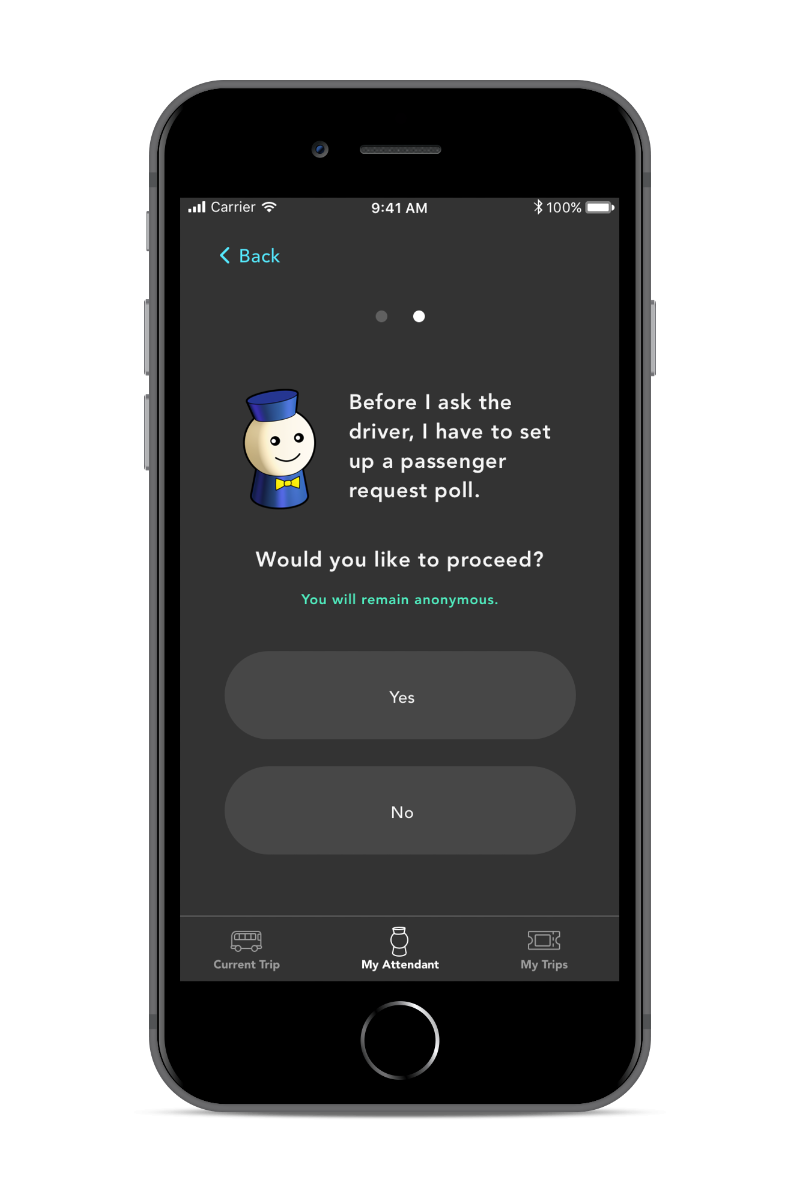 Carrier 9:41 AM 100%
Back
Before I ask the
driver, I have to set
up a passenger
request poll.
Would you like to proceed?
You will remain anonymous.
Yes
No
Current Trip My Attendant My Trips